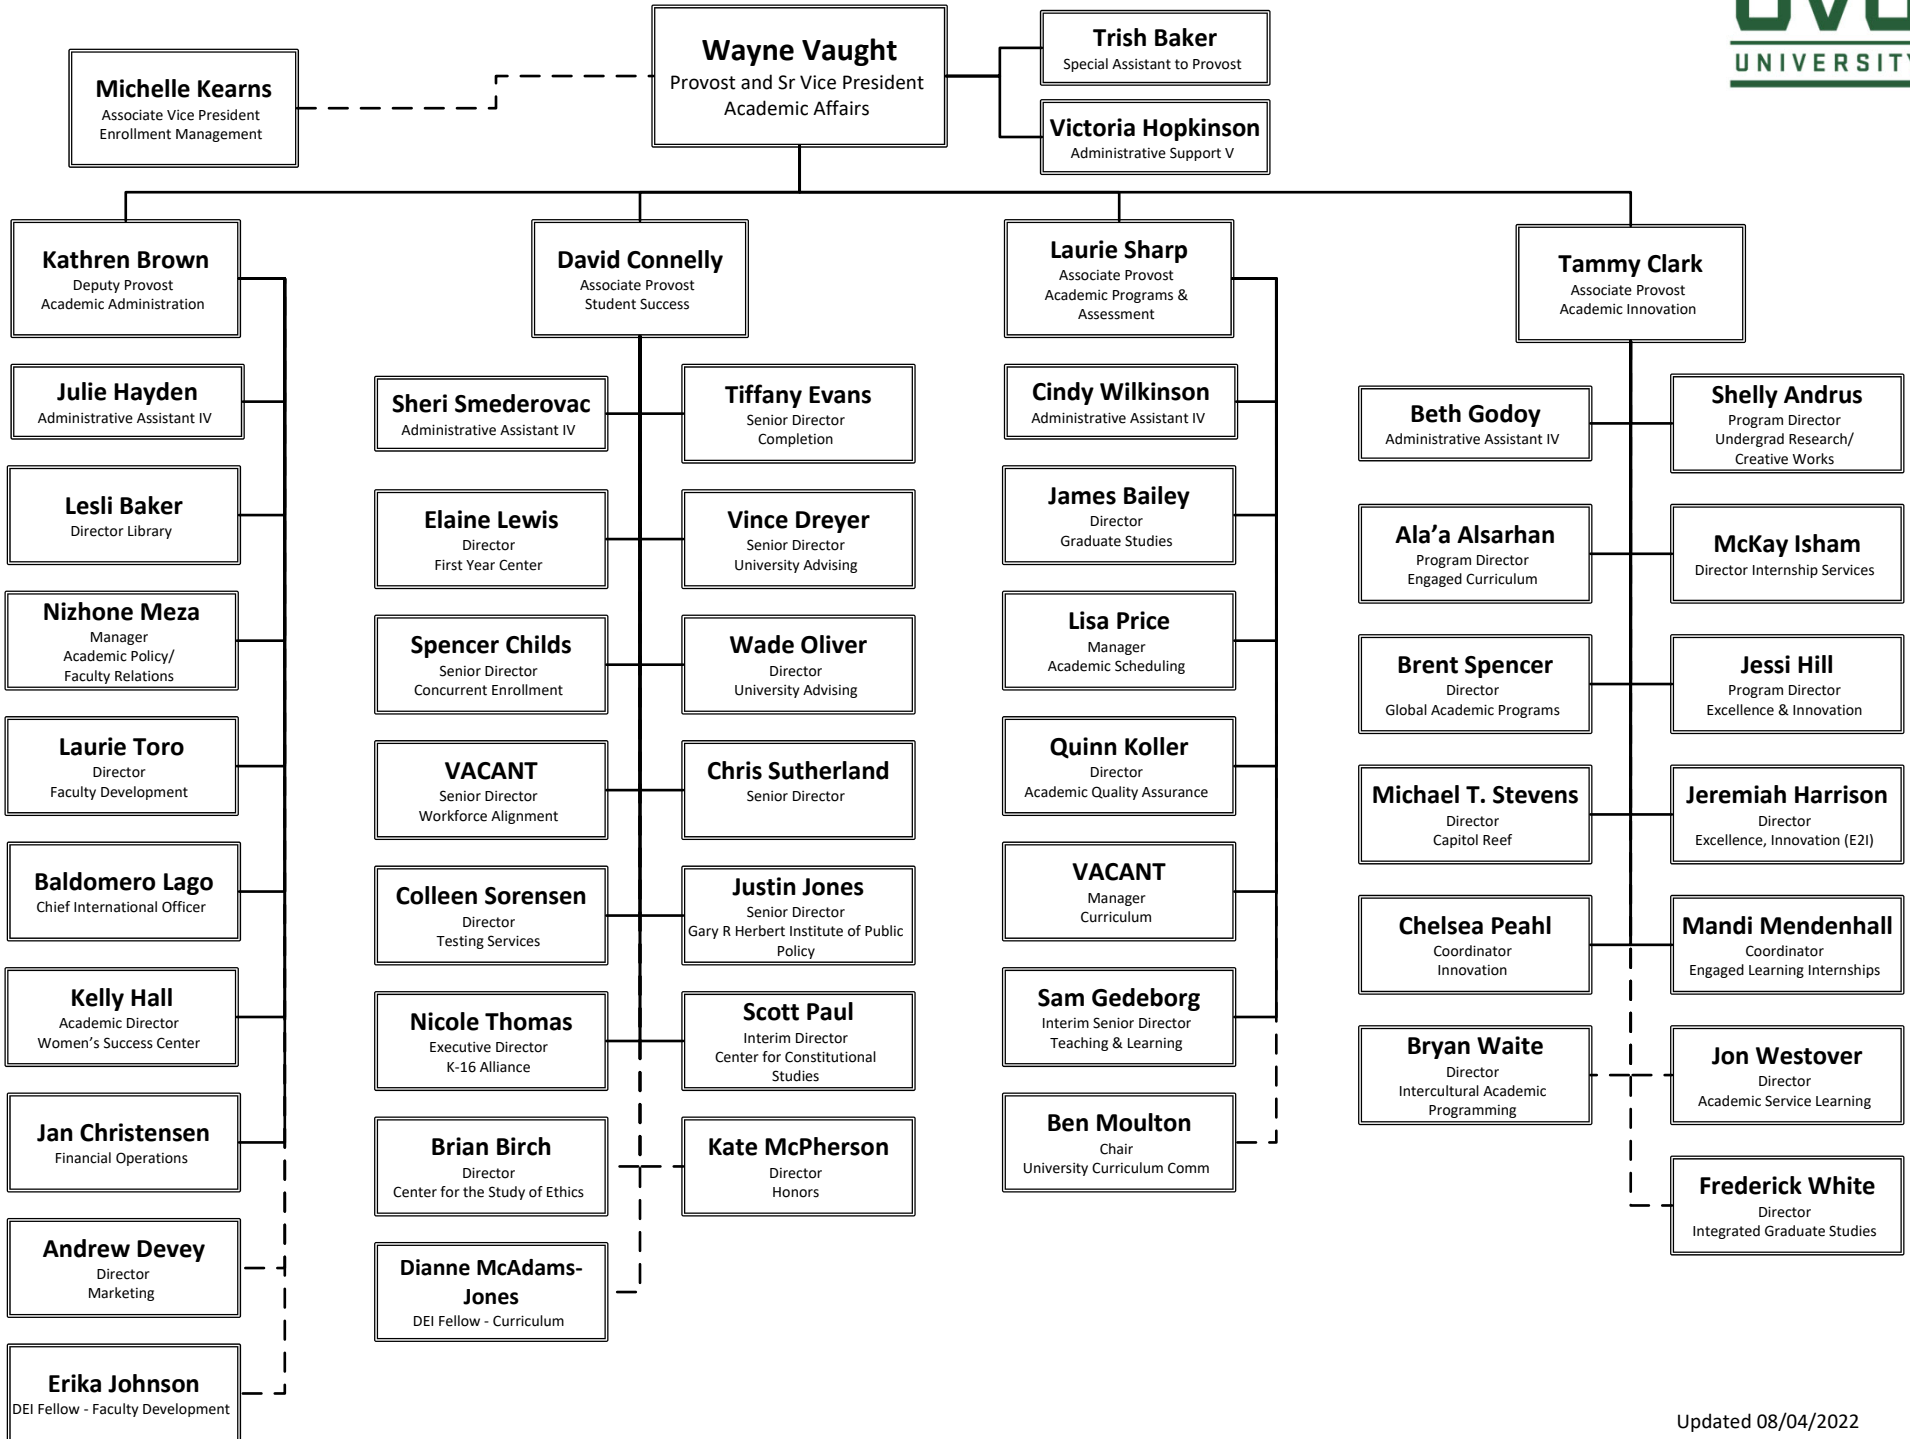 Wayne Vaught
Provost and Sr Vice President
Academic Affairs
Trish Baker
Special Assistant to Provost
Michelle Kearns
Associate Vice President
Enrollment Management
Victoria Hopkinson
Administrative Support V
UNIVERSITY
Kathren Brown
Deputy Provost
Academic Administration
Julie Hayden
Administrative Assistant IV
Lesli Baker
Director Library
Nizhone Meza
Manager
Academic Policy/
Faculty Relations
Laurie Toro
Director
Faculty Development
Baldomero Lago
Chief International Officer
Kelly Hall
Academic Director
Women’s Success Center
Jan Christensen
Financial Operations
Andrew Devey
Director
Marketing
Erika Johnson
DEI Fellow - Faculty Development
David Connelly
Associate Provost
Student Success
Sheri Smederovac
Administrative Assistant IV
Tiffany Evans
Senior Director
Completion
Elaine Lewis
Director
First Year Center
Vince Dreyer
Senior Director
University Advising
Spencer Childs
Senior Director
Concurrent Enrollment
Wade Oliver
Director
University Advising
VACANT
Senior Director
Workforce Alignment
Chris Sutherland
Senior Director
Colleen Sorensen
Director
Testing Services
Justin Jones
Senior Director
Gary R Herbert Institute of Public
Policy
Nicole Thomas
Executive Director
K-16 Alliance
Scott Paul
Interim Director
Center for Constitutional
Studies
Brian Birch
Director
Center for the Study of Ethics
Kate McPherson
Director
Honors
Dianne McAdams-
Jones
DEI Fellow - Curriculum
Laurie Sharp
Associate Provost
Academic Programs &
Assessment
Cindy Wilkinson
Administrative Assistant IV
James Bailey
Director
Graduate Studies
Lisa Price
Manager
Academic Scheduling
Quinn Koller
Director
Academic Quality Assurance
VACANT
Manager
Curriculum
Sam Gedeborg
Interim Senior Director
Teaching & Learning
Ben Moulton
Chair
University Curriculum Comm
Tammy Clark
Associate Provost
Academic Innovation
Beth Godoy
Administrative Assistant IV
Shelly Andrus
Program Director
Undergrad Research/
Creative Works
Ala’a Alsarhan
Program Director
Engaged Curriculum
McKay Isham
Director Internship Services
Brent Spencer
Director
Global Academic Programs
Jessi Hill
Program Director
Excellence & Innovation
Michael T. Stevens
Director
Capitol Reef
Jeremiah Harrison
Director
Excellence, Innovation (E2I)
Chelsea Peahl
Coordinator
Innovation
Mandi Mendenhall
Coordinator
Engaged Learning Internships
Bryan Waite
Director
Intercultural Academic
Programming
Jon Westover
Director
Academic Service Learning
Frederick White
Director
Integrated Graduate Studies
Updated 08/04/2022